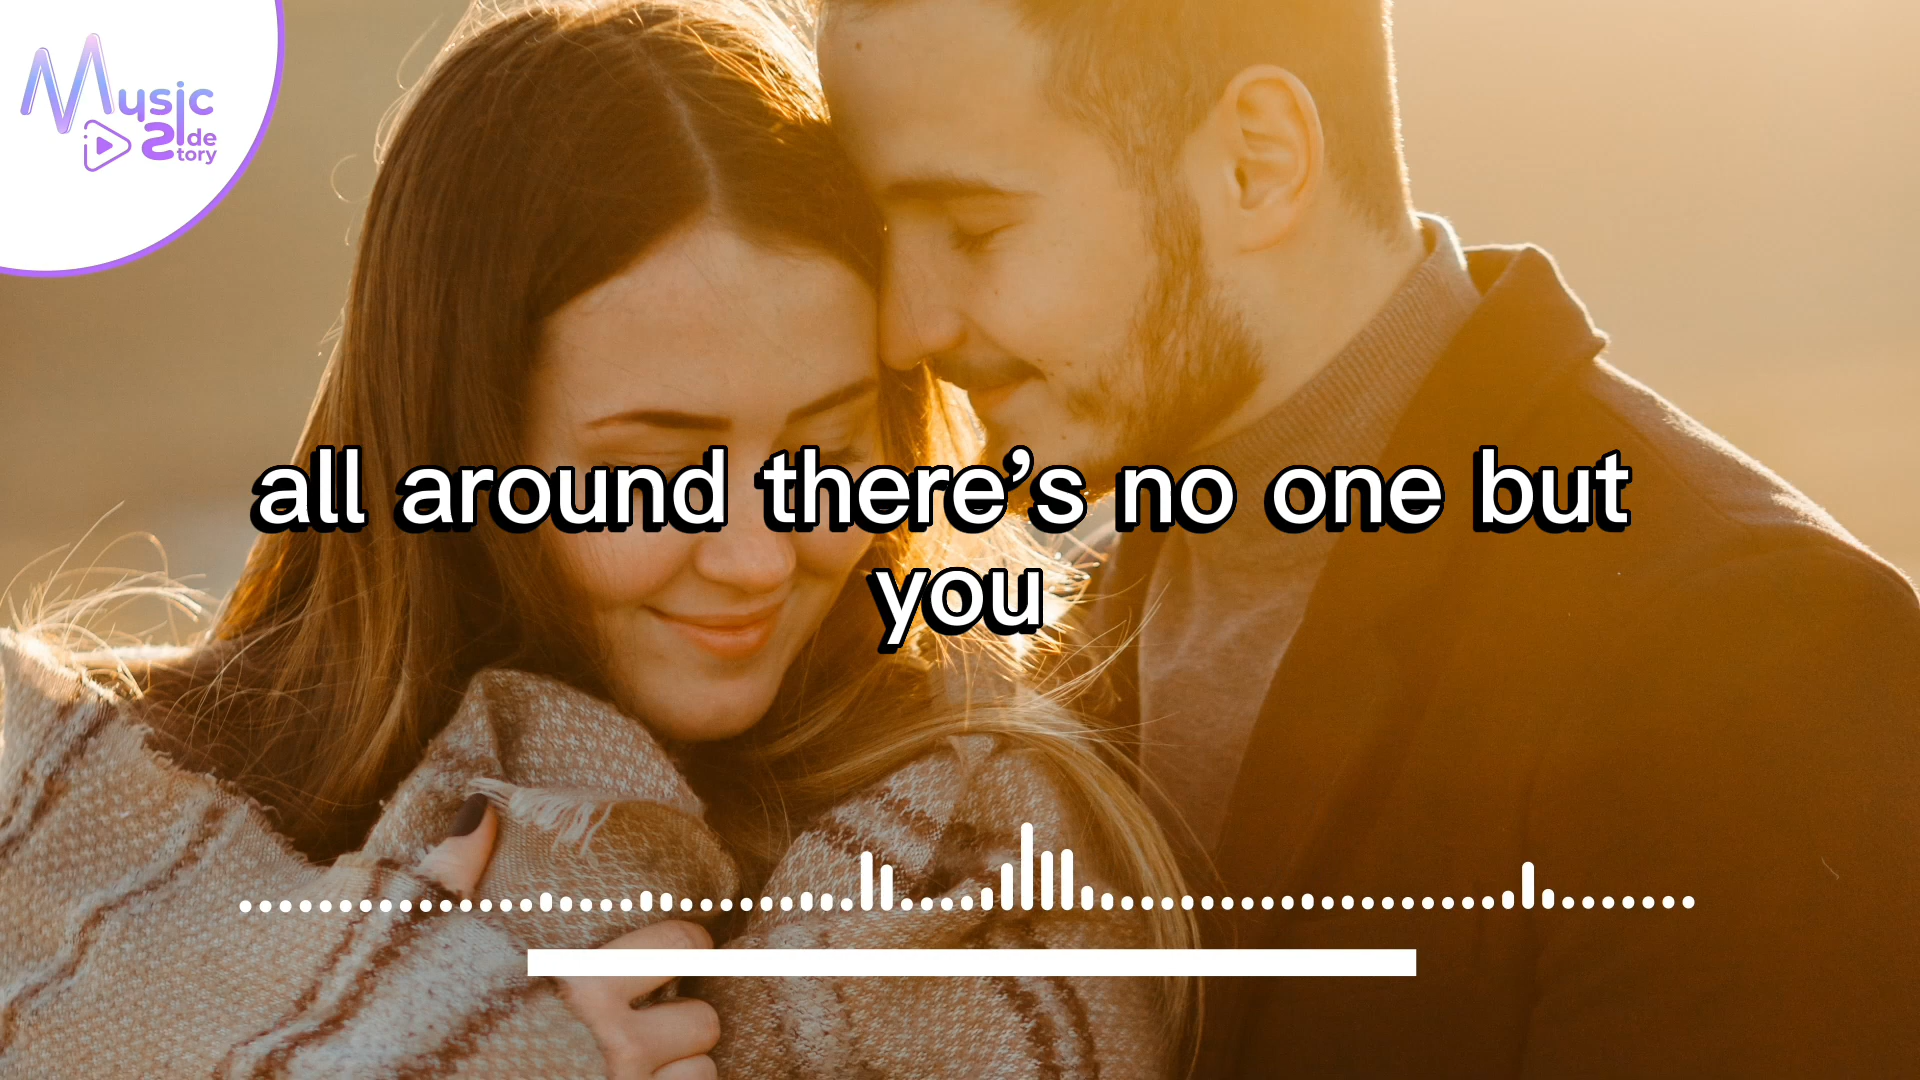 Music
Side
Story
all around there’s no one but
you